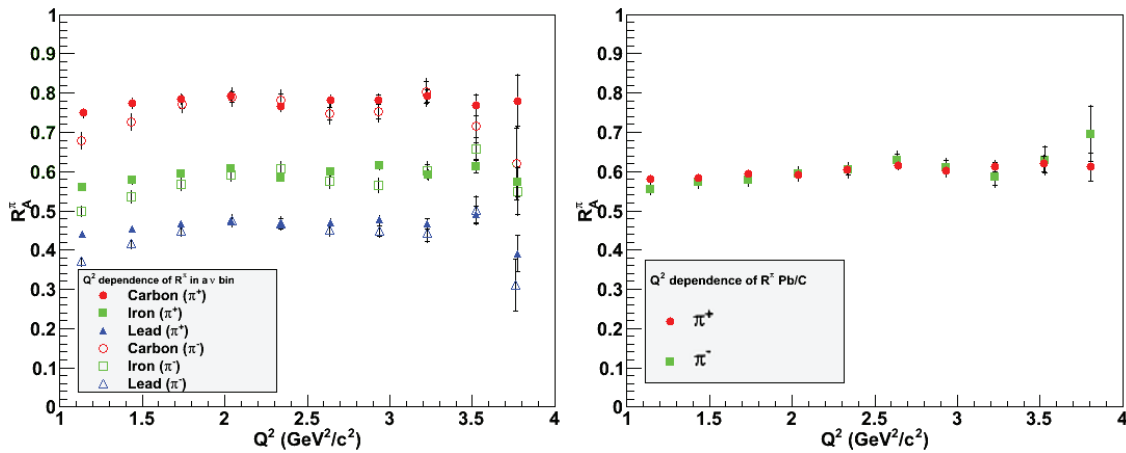 1
0.9
0.8
0.7
0.6
0.5
0.4
0.3
0.2
0.1
0
R_A^π
1 1.5 2 2.5 3 3.5 4
Q² (GeV²/c²)
Q² dependence of R^π in a ν bin
Carbon (π⁺)
Iron (π⁺)
Lead (π⁺)
Carbon (π⁻)
Iron (π⁻)
Lead (π⁻)
1
0.9
0.8
0.7
0.6
0.5
0.4
0.3
0.2
0.1
0
R_A^π
1 1.5 2 2.5 3 3.5 4
Q² (GeV²/c²)
Q² dependence of R^π Pb/C
π⁺
π⁻